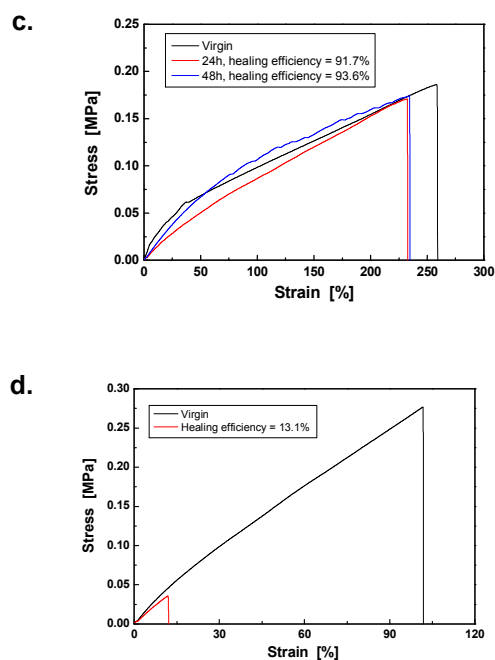 c.
Virgin
24h, healing efficiency = 91.7%
48h, healing efficiency = 93.6%
0.25
0.20
0.15
0.10
0.05
0.00
Stress [MPa]
0 50 100 150 200 250 300
Strain [%]
d.
Virgin
Healing efficiency = 13.1%
0.30
0.25
0.20
0.15
0.10
0.05
0.00
Stress [MPa]
0 30 60 90 120
Strain [%]